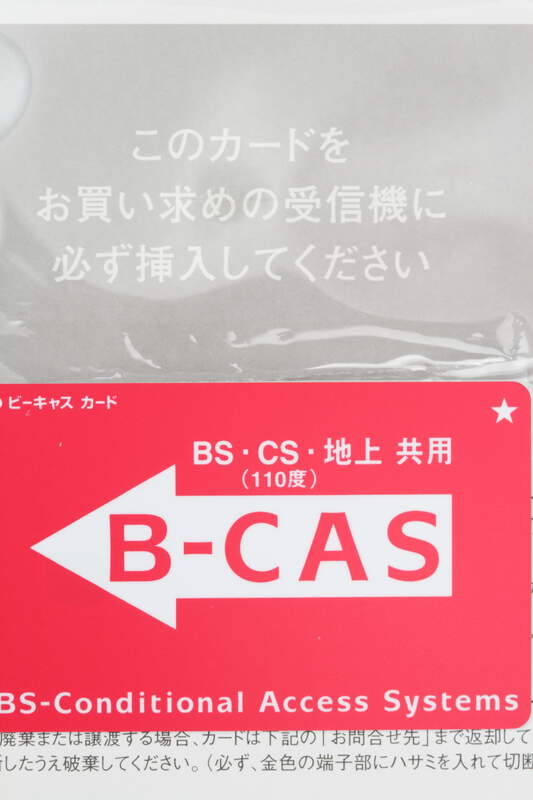 このカードを
お買い求めの受信機に
必ず挿入してください
ビーキャス カード
★
BS・CS・地上 共用
(110度)
B-CAS
BS-Conditional Access Systems
廃棄または譲渡する場合、カードは下記の「お問合せ先」まで返却して
したうえ破棄してください。(必ず、金色の端子部にハサミを入れて切断